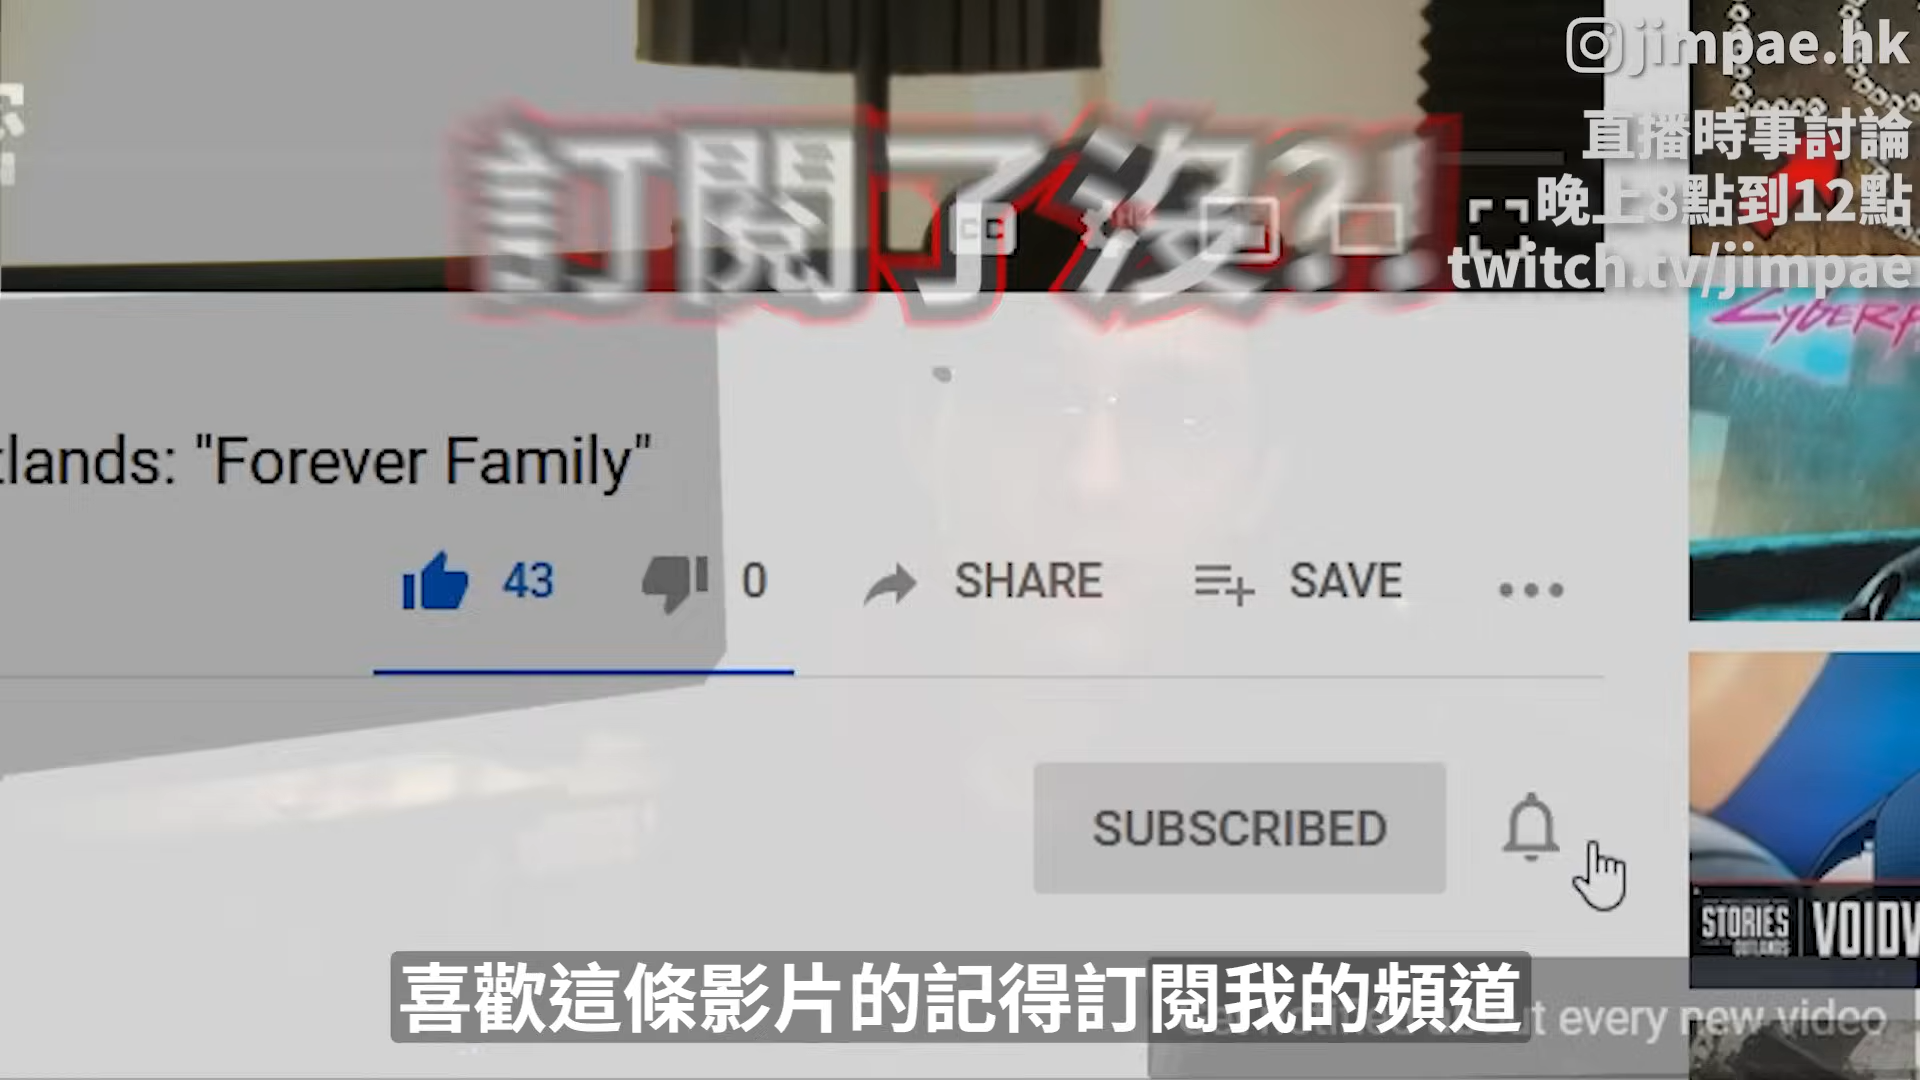 jimpae.hk
直播時事討論
晚上8點到12點
twitch.tv/jimpae
訂閱了沒?!
tlands: "Forever Family"
43
0
SHARE
SAVE
SUBSCRIBED
STORIES
VOIDW
喜歡這條影片的記得訂閱我的頻道
t every new video